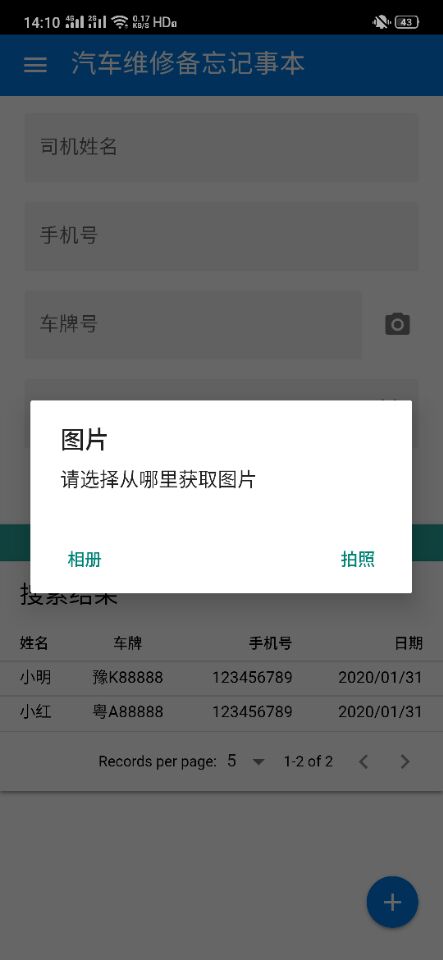 14:10 4G 2G 0.17 KB/S HD 43
汽车维修备忘记事本
司机姓名
手机号
车牌号
图片
请选择从哪里获取图片
相册 拍照
搜索结果
姓名 车牌 手机号 日期
小明 豫K88888 123456789 2020/01/31
小红 粤A88888 123456789 2020/01/31
Records per page: 5 1-2 of 2